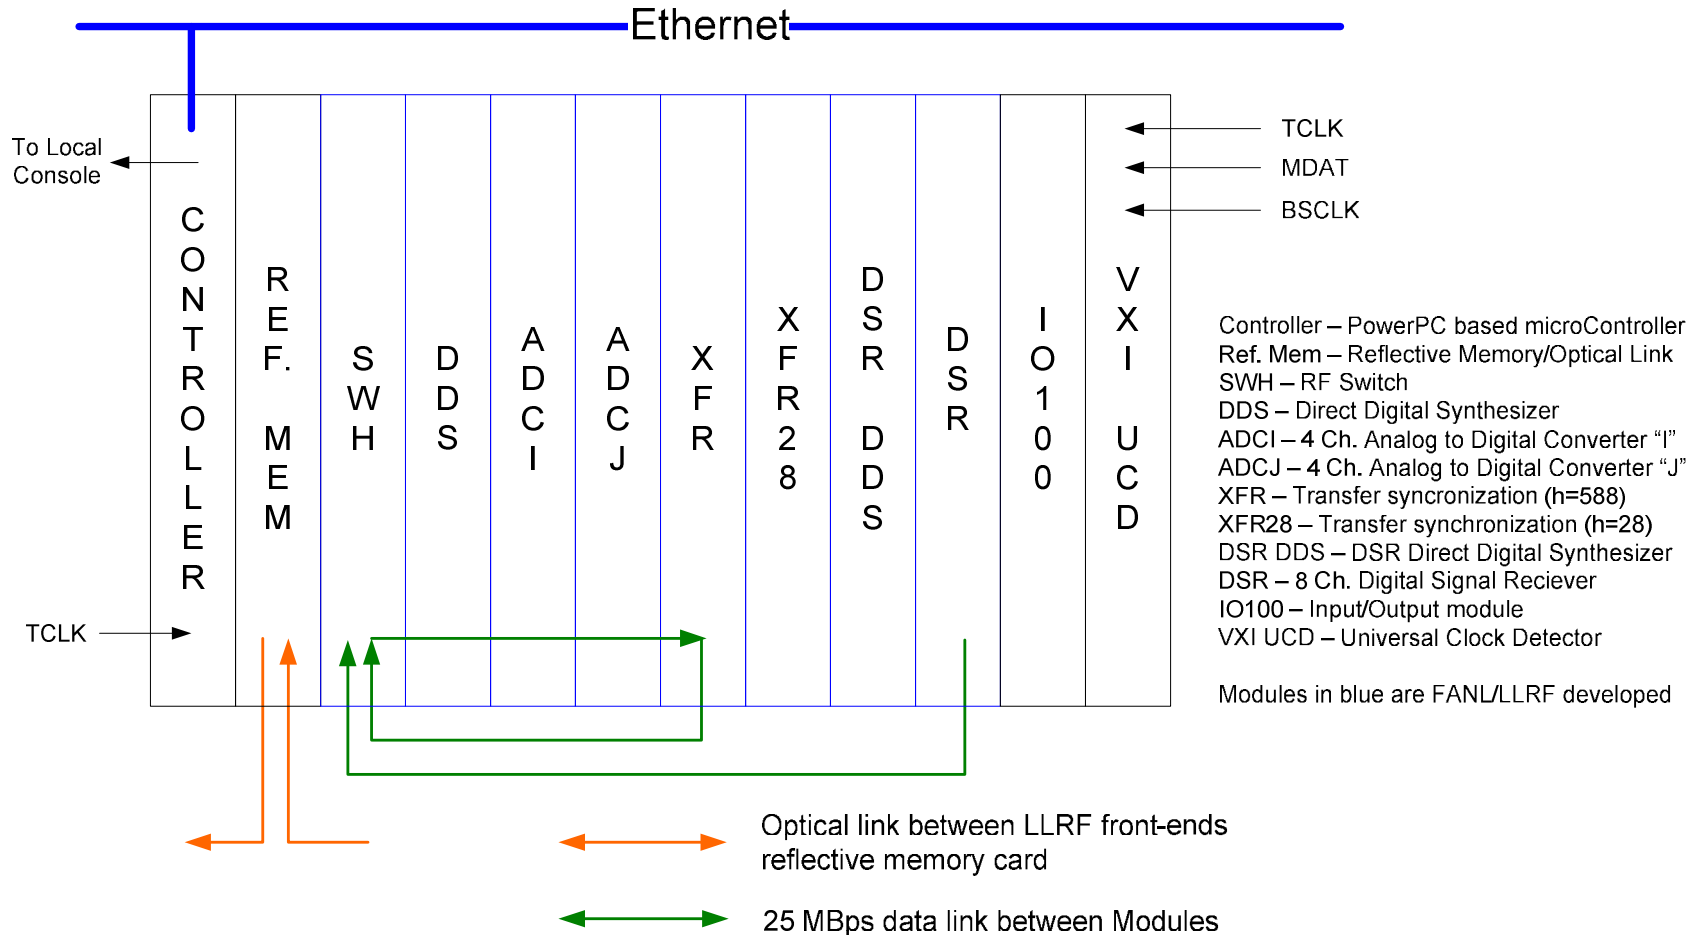 Ethernet
To Local
Console
TCLK
MDAT
BSCLK
CONTROLLER
REF. MEM
SWH
DDS
ADCI
ADCJ
XFR
XFR28
DSR DDS
DSR
IO100
VXI UCD
TCLK
Controller – PowerPC based microController
Ref. Mem – Reflective Memory/Optical Link
SWH – RF Switch
DDS – Direct Digital Synthesizer
ADCI – 4 Ch. Analog to Digital Converter “I”
ADCJ – 4 Ch. Analog to Digital Converter “J”
XFR – Transfer syncronization (h=588)
XFR28 – Transfer synchronization (h=28)
DSR DDS – DSR Direct Digital Synthesizer
DSR – 8 Ch. Digital Signal Reciever
IO100 – Input/Output module
VXI UCD – Universal Clock Detector
Modules in blue are FANL/LLRF developed
Optical link between LLRF front-ends
reflective memory card
25 MBps data link between Modules